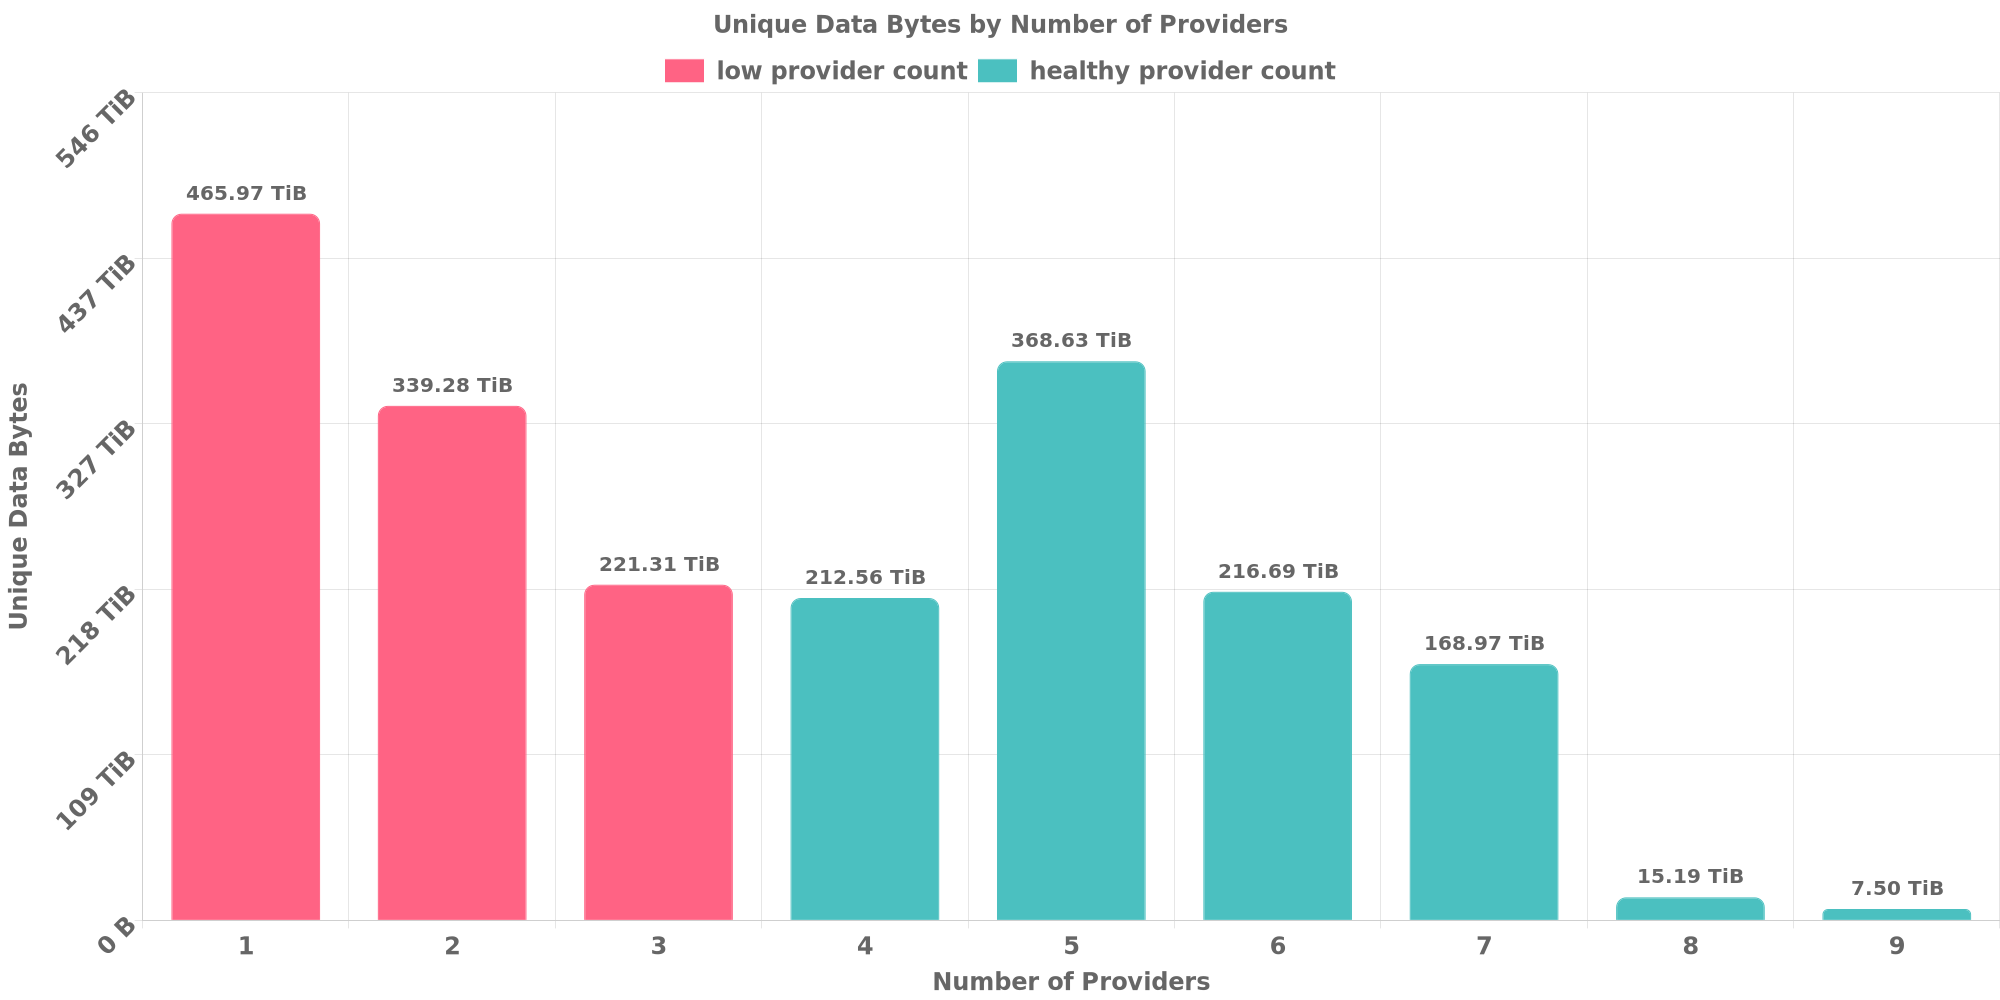 Unique Data Bytes by Number of Providers
low provider count
healthy provider count
546 TiB
437 TiB
327 TiB
218 TiB
109 TiB
0 B
Unique Data Bytes
465.97 TiB
339.28 TiB
221.31 TiB
212.56 TiB
368.63 TiB
216.69 TiB
168.97 TiB
15.19 TiB
7.50 TiB
1 2 3 4 5 6 7 8 9
Number of Providers